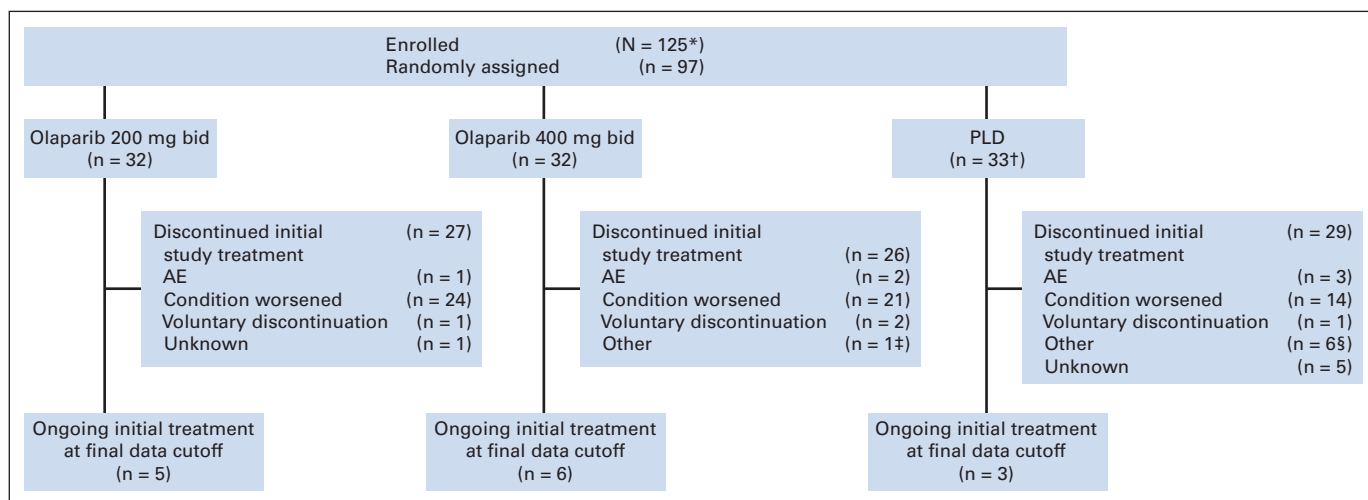 Enrolled (N = 125*)
Randomly assigned (n = 97)
Olaparib 200 mg bid
(n = 32)
Olaparib 400 mg bid
(n = 32)
PLD
(n = 33†)
Discontinued initial (n = 27)
study treatment
AE (n = 1)
Condition worsened (n = 24)
Voluntary discontinuation (n = 1)
Unknown (n = 1)
Discontinued initial
study treatment (n = 26)
AE (n = 2)
Condition worsened (n = 21)
Voluntary discontinuation (n = 2)
Other (n = 1‡)
Discontinued initial (n = 29)
study treatment
AE (n = 3)
Condition worsened (n = 14)
Voluntary discontinuation (n = 1)
Other (n = 6§)
Unknown (n = 5)
Ongoing initial treatment
at final data cutoff
(n = 5)
Ongoing initial treatment
at final data cutoff
(n = 6)
Ongoing initial treatment
at final data cutoff
(n = 3)